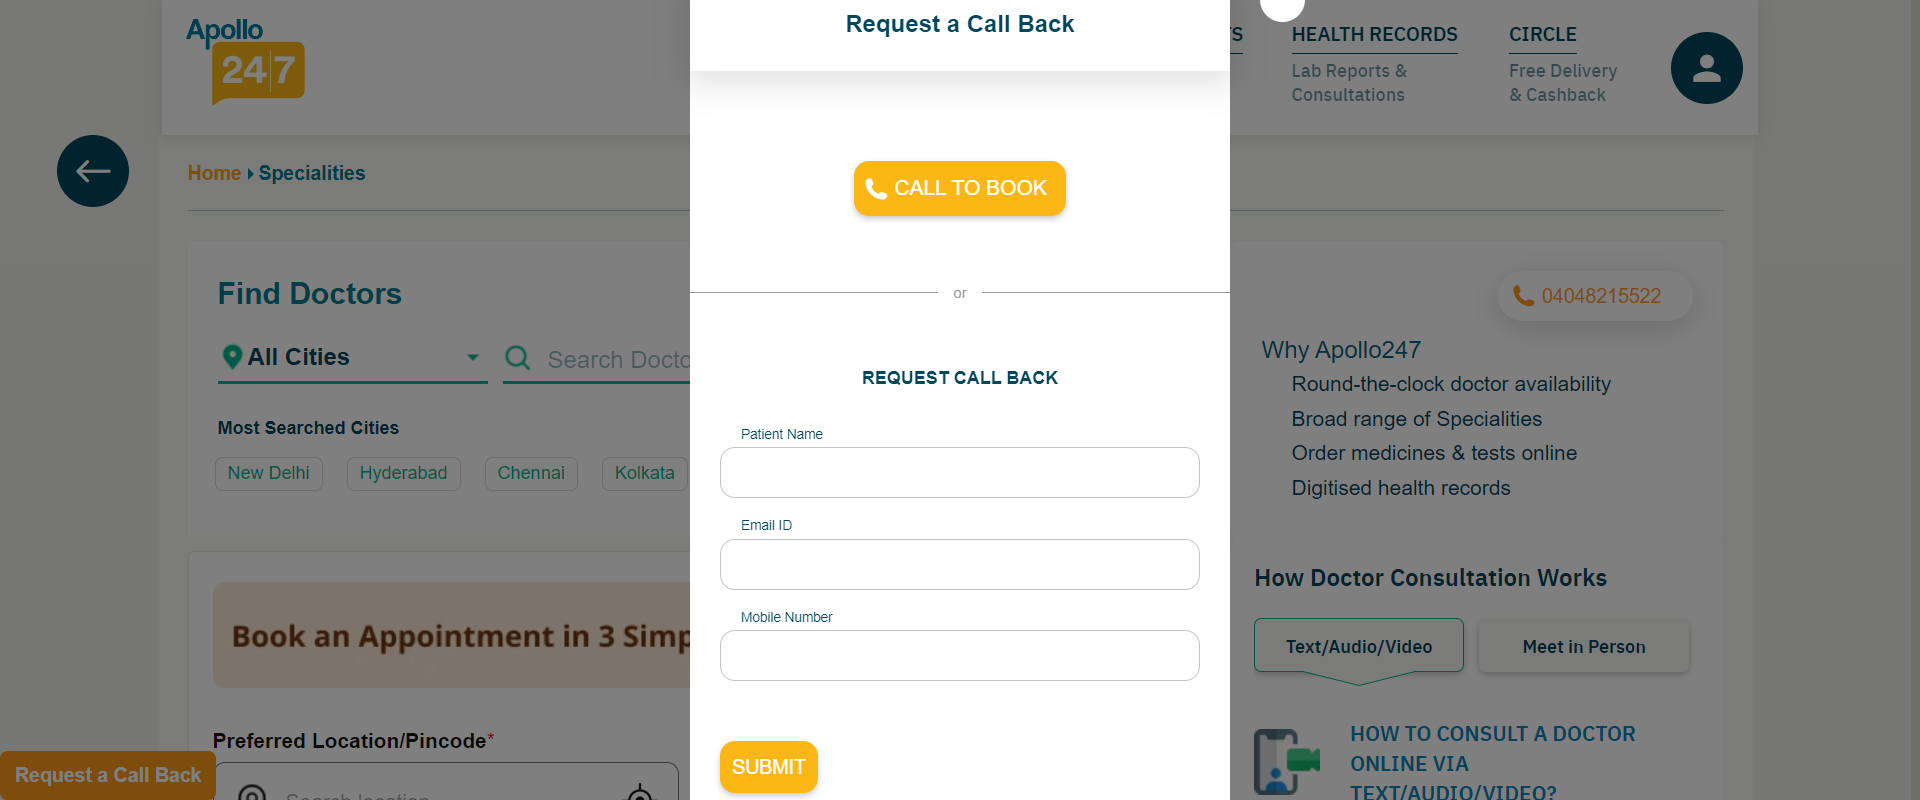 Apollo
24|7
Request a Call Back
HEALTH RECORDS
Lab Reports &
Consultations
CIRCLE
Free Delivery
& Cashback
Home
Specialities
CALL TO BOOK
or
Find Doctors
All Cities
Search
Most Searched Cities
New Delhi
Hyderabad
Chennai
Kolkata
REQUEST CALL BACK
Patient Name
Email ID
Mobile Number
SUBMIT
04048215522
Why Apollo247
Round-the-clock doctor availability
Broad range of Specialities
Order medicines & tests online
Digitised health records
Book an Appointment in 3
Preferred Location/Pincode*
Search location
Request a Call Back
How Doctor Consultation Works
Text/Audio/Video
Meet in Person
HOW TO CONSULT A DOCTOR
ONLINE VIA
TEXT/AUDIO/VIDEO?